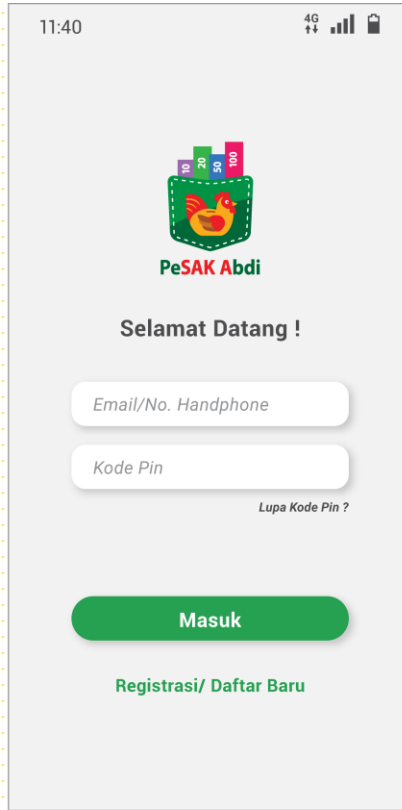 11:40
4G
10 20 50 100
PeSAK Abdi
Selamat Datang !
Email/No. Handphone
Kode Pin
Lupa Kode Pin ?
Masuk
Registrasi/ Daftar Baru